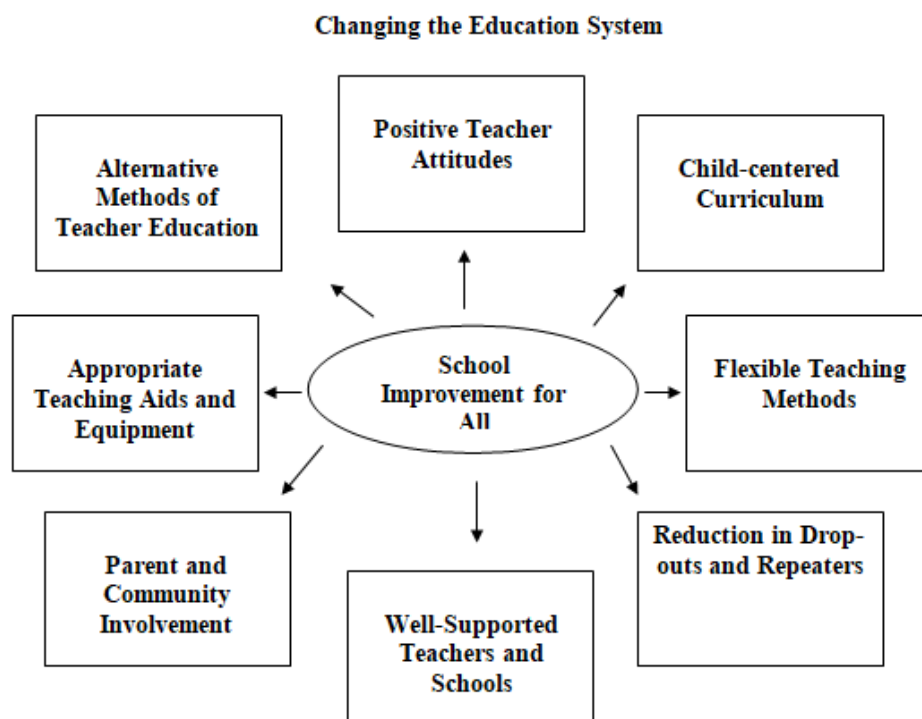 Changing the Education System
Positive Teacher
Attitudes
Alternative
Methods of
Teacher Education
Child-centered
Curriculum
Appropriate
Teaching Aids and
Equipment
School
Improvement for
All
Flexible Teaching
Methods
Parent and
Community
Involvement
Well-Supported
Teachers and
Schools
Reduction in Drop-
outs and Repeaters